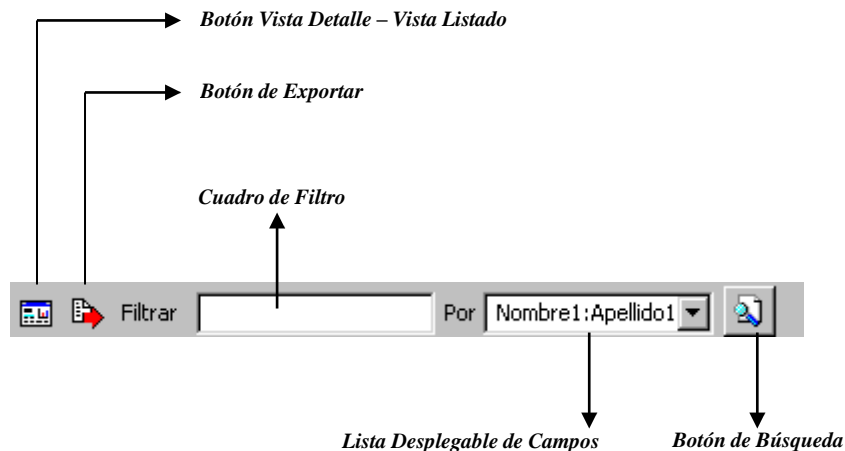 Botón Vista Detalle – Vista Listado
Botón de Exportar
Cuadro de Filtro
Filtrar
Por
Nombre1:Apellido1
Lista Desplegable de Campos
Botón de Búsqueda